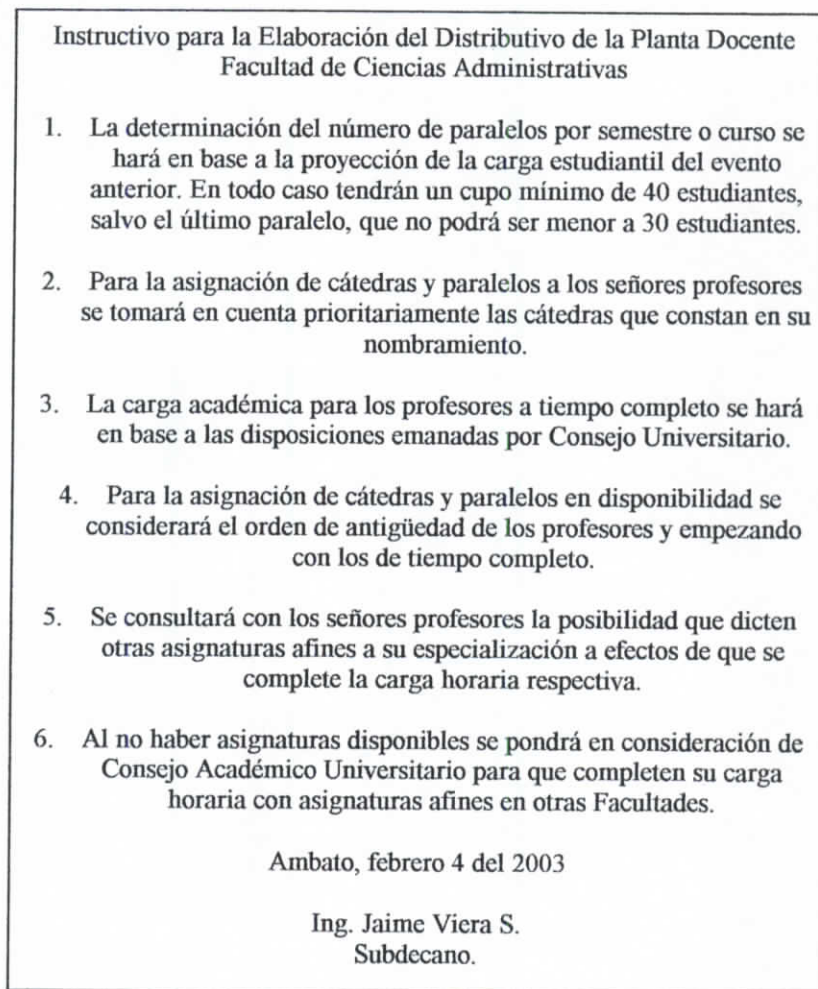 Instructivo para la Elaboración del Distributivo de la Planta Docente
Facultad de Ciencias Administrativas
1. La determinación del número de paralelos por semestre o curso se
hará en base a la proyección de la carga estudiantil del evento
anterior. En todo caso tendrán un cupo mínimo de 40 estudiantes,
salvo el último paralelo, que no podrá ser menor a 30 estudiantes.
2. Para la asignación de cátedras y paralelos a los señores profesores
se tomará en cuenta prioritariamente las cátedras que constan en su
nombramiento.
3. La carga académica para los profesores a tiempo completo se hará
en base a las disposiciones emanadas por Consejo Universitario.
4. Para la asignación de cátedras y paralelos en disponibilidad se
considerará el orden de antigüedad de los profesores y empezando
con los de tiempo completo.
5. Se consultará con los señores profesores la posibilidad que dicten
otras asignaturas afines a su especialización a efectos de que se
complete la carga horaria respectiva.
6. Al no haber asignaturas disponibles se pondrá en consideración de
Consejo Académico Universitario para que completen su carga
horaria con asignaturas afines en otras Facultades.
Ambato, febrero 4 del 2003
Ing. Jaime Viera S.
Subdecano.